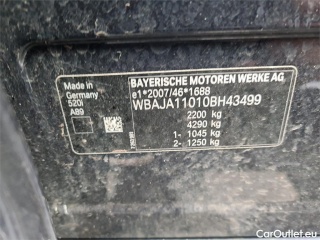 Made in
Germany
520i
A89
BAYERISCHE MOTOREN WERKE AG
e1*2007/46*1688
WBAJA11010BH43499
2200 kg
4290 kg
1- 1045 kg
2- 1250 kg
CarOutlet.eu